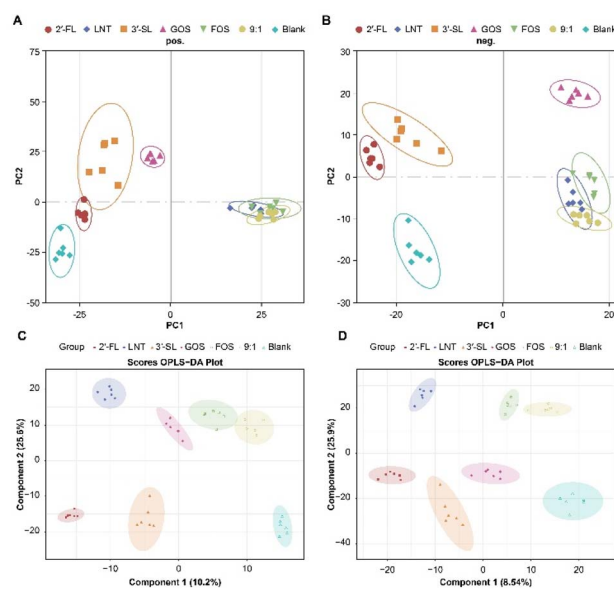 A
2'-FL LNT 3'-SL GOS FOS 9:1 Blank
pos.
75
50
25
0
-25
-50
PC2
-25 0 25
PC1
B
2'-FL LNT 3'-SL GOS FOS 9:1 Blank
neg.
30
20
10
0
-10
-20
-30
PC2
-20 0 20
PC1
C
Group 2'-FL LNT 3'-SL GOS FOS 9:1 Blank
Scores OPLS-DA Plot
20
10
0
-10
-20
Component 2 (25.6%)
-10 0 10
Component 1 (10.2%)
D
Group 2'-FL LNT 3'-SL GOS FOS 9:1 Blank
Scores OPLS-DA Plot
20
0
-20
-40
Component 2 (25.9%)
-20 -10 0 10 20
Component 1 (8.54%)